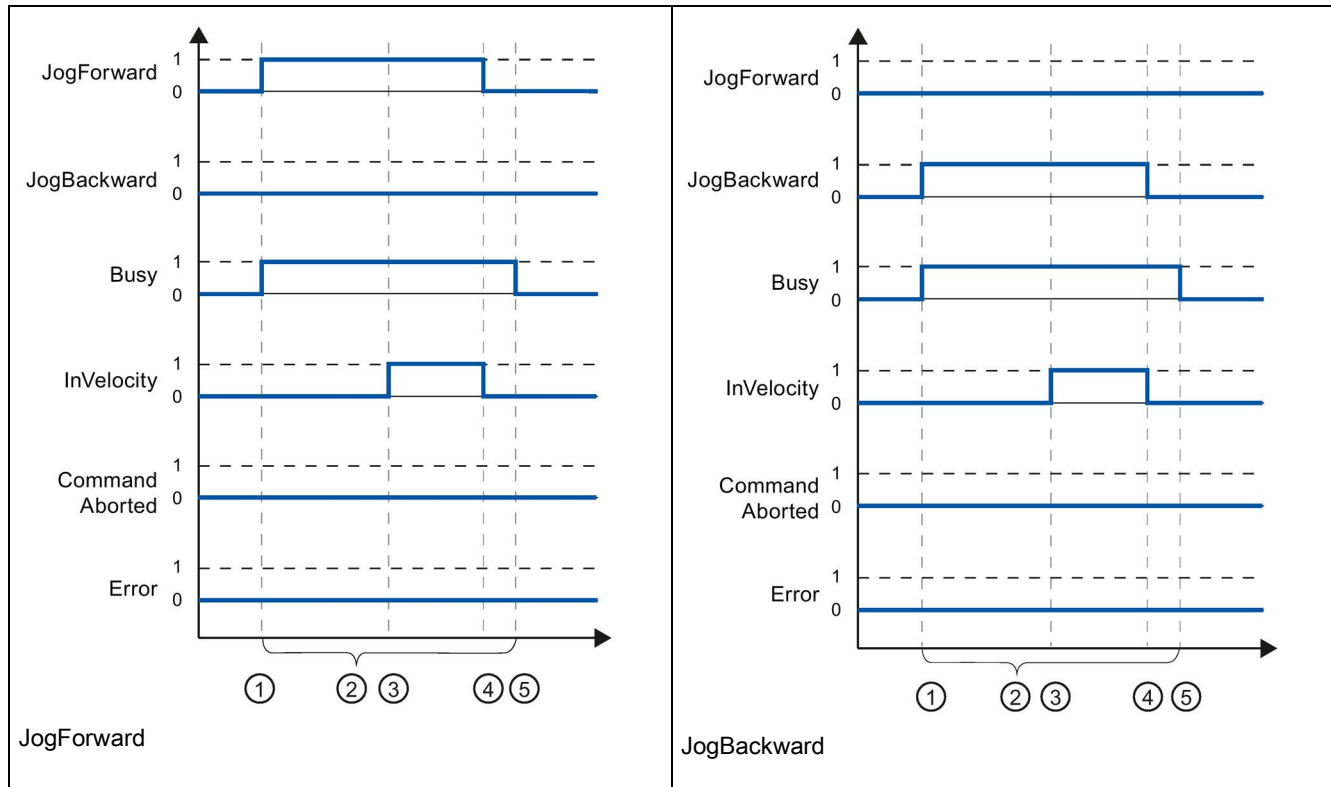 JogForward
1
0
JogBackward
1
0
Busy
1
0
InVelocity
1
0
Command
Aborted
1
0
Error
1
0
① ② ③ ④ ⑤
JogForward
JogForward
1
0
JogBackward
1
0
Busy
1
0
InVelocity
1
0
Command
Aborted
1
0
Error
1
0
① ② ③ ④ ⑤
JogBackward